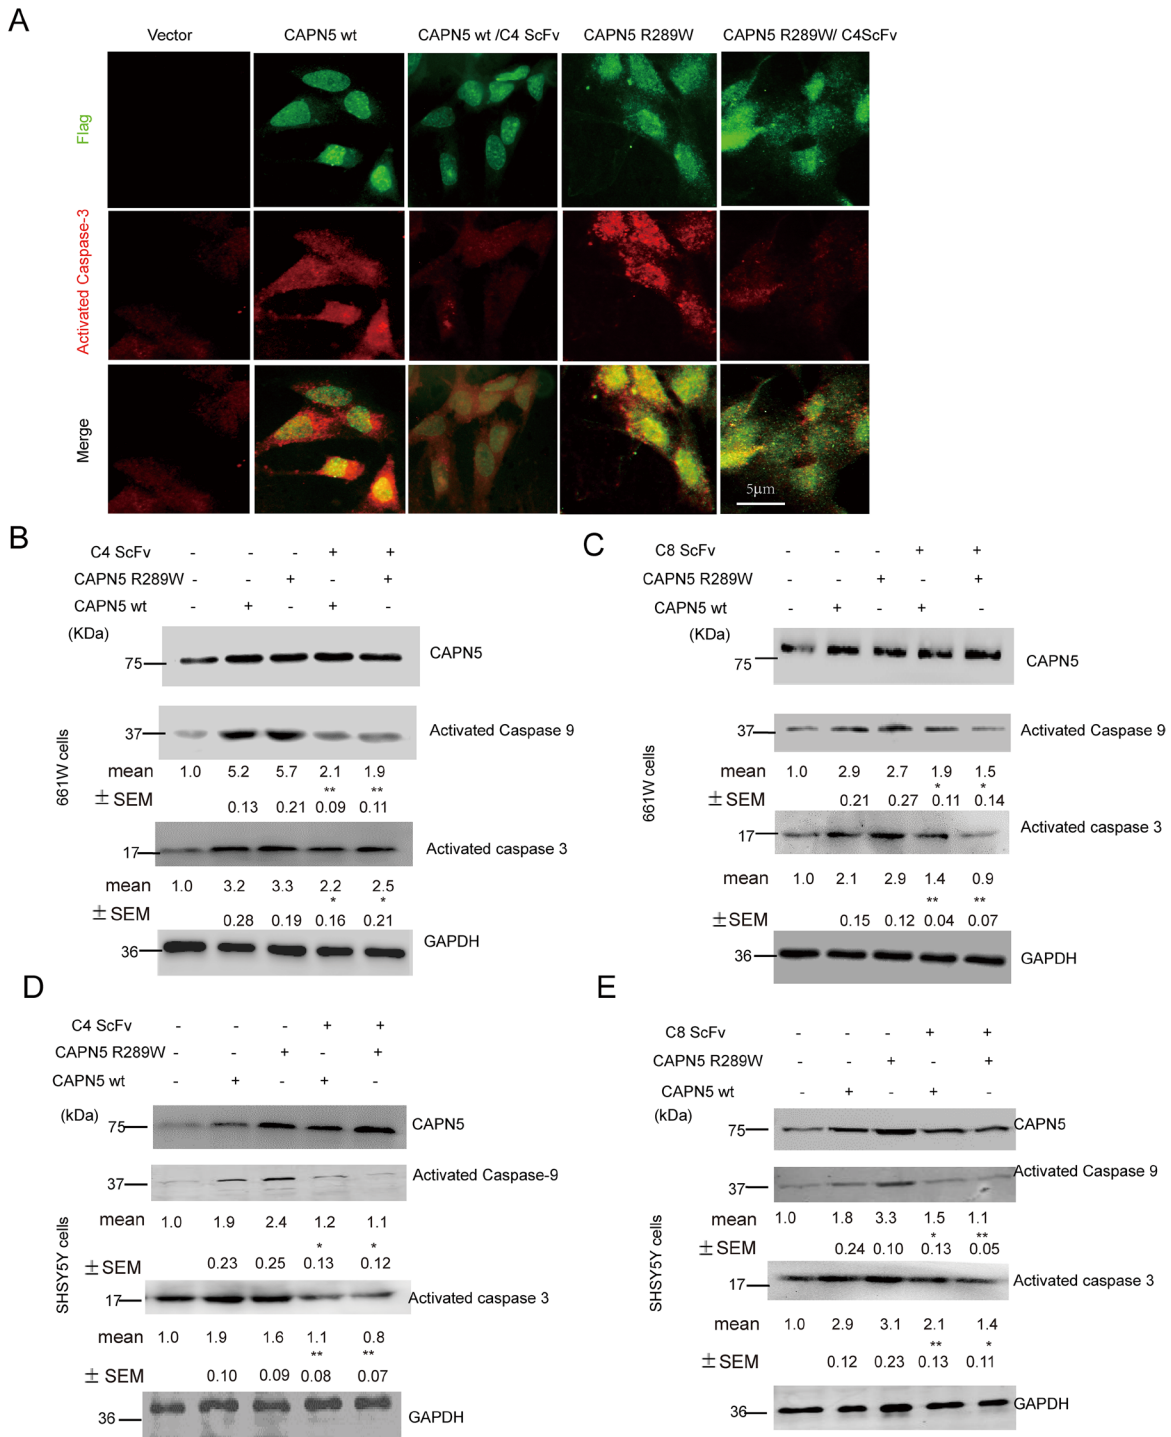 A
Vector CAPN5 wt CAPN5 wt /C4 ScFv CAPN5 R289W CAPN5 R289W/ C4ScFv
Flag
Activated Caspase-3
Merge
5μm
B
C4 ScFv - - - + +
CAPN5 R289W - - + - +
CAPN5 wt - + - + -
(KDa)
75 CAPN5
37 Activated Caspase 9
mean 1.0 5.2 5.7 2.1 1.9
** **
±SEM 0.13 0.21 0.09 0.11
17 Activated caspase 3
mean 1.0 3.2 3.3 2.2 2.5
* *
±SEM 0.28 0.19 0.16 0.21
36 GAPDH
661W cells
C
C8 ScFv - - - + +
CAPN5 R289W - - + - +
CAPN5 wt - + - + -
(KDa)
75 CAPN5
37 Activated Caspase 9
mean 1.0 2.9 2.7 1.9 1.5
* *
±SEM 0.21 0.27 0.11 0.14
17 Activated caspase 3
mean 1.0 2.1 2.9 1.4 0.9
** **
±SEM 0.15 0.12 0.04 0.07
36 GAPDH
661W cells
D
C4 ScFv - - - + +
CAPN5 R289W - - + - +
CAPN5 wt - + - + -
(kDa)
75 CAPN5
37 Activated Caspase-9
mean 1.0 1.9 2.4 1.2 1.1
* *
±SEM 0.23 0.25 0.13 0.12
17 Activated caspase 3
mean 1.0 1.9 1.6 1.1 0.8
** **
±SEM 0.10 0.09 0.08 0.07
36 GAPDH
SHSY5Y cells
E
C8 ScFv - - - + +
CAPN5 R289W - - + - +
CAPN5 wt - + - + -
(kDa)
75 CAPN5
37 Activated Caspase 9
mean 1.0 1.8 3.3 1.5 1.1
* **
±SEM 0.24 0.10 0.13 0.05
17 Activated caspase 3
mean 1.0 2.9 3.1 2.1 1.4
** *
±SEM 0.12 0.23 0.13 0.11
36 GAPDH
SHSY5Y cells